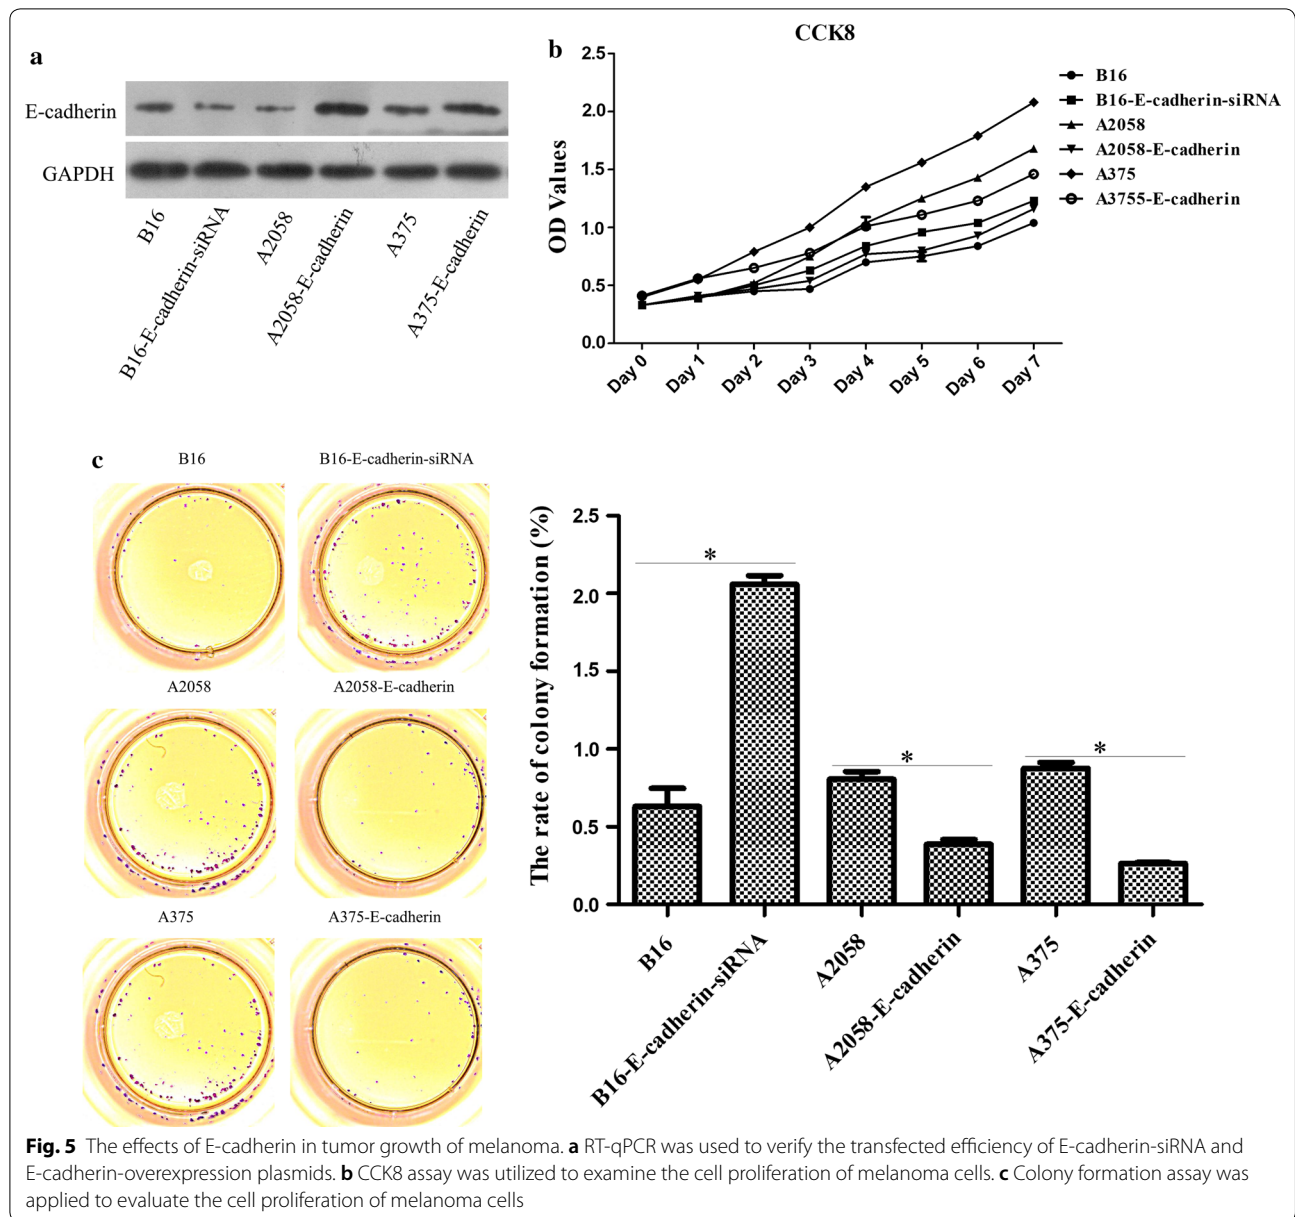 a
E-cadherin
GAPDH
B16
B16-E-cadherin-siRNA
A2058
A2058-E-cadherin
A375
A375-E-cadherin
b
CCK8
OD Values
2.5
2.0
1.5
1.0
0.5
0.0
Day 0
Day 1
Day 2
Day 3
Day 4
Day 5
Day 6
Day 7
B16
B16-E-cadherin-siRNA
A2058
A2058-E-cadherin
A375
A3755-E-cadherin
c
B16
B16-E-cadherin-siRNA
A2058
A2058-E-cadherin
A375
A375-E-cadherin
The rate of colony formation (%)
2.5
2.0
1.5
1.0
0.5
0.0
*
*
*
B16
B16-E-cadherin-siRNA
A2058
A2058-E-cadherin
A375
A375-E-cadherin
Fig. 5 The effects of E-cadherin in tumor growth of melanoma. a RT-qPCR was used to verify the transfected efficiency of E-cadherin-siRNA and
E-cadherin-overexpression plasmids. b CCK8 assay was utilized to examine the cell proliferation of melanoma cells. c Colony formation assay was
applied to evaluate the cell proliferation of melanoma cells